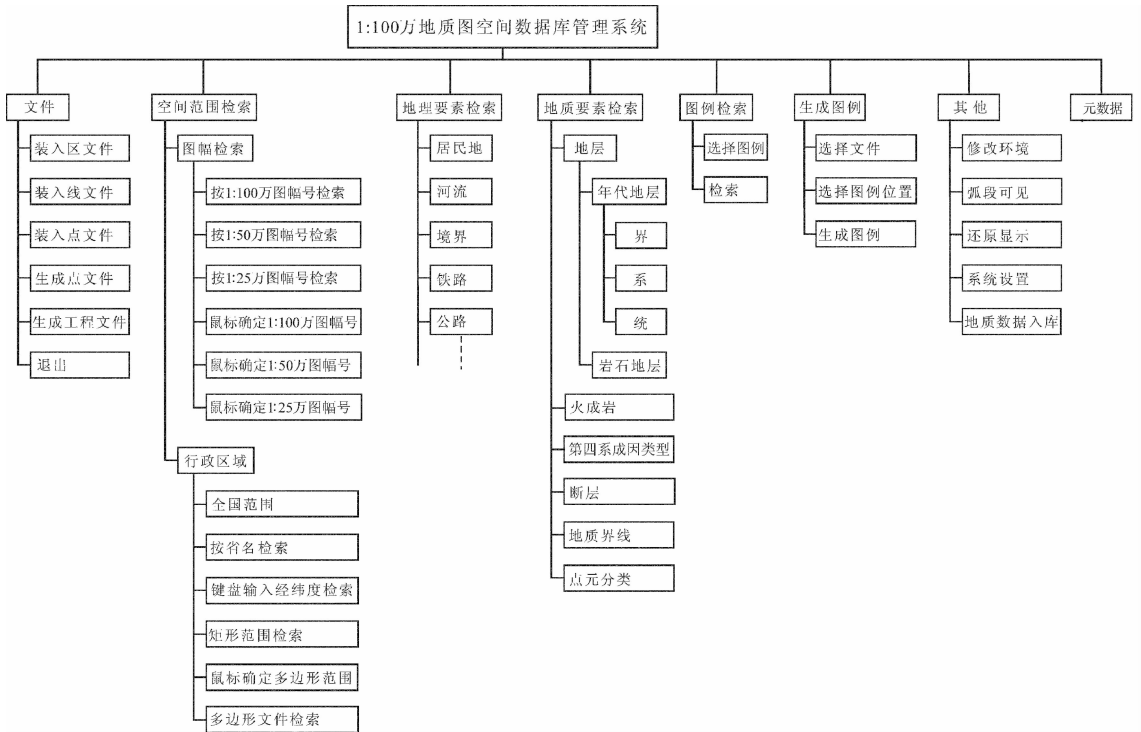 1:100万地质图空间数据库管理系统
文件
装入区文件
装入线文件
装入点文件
生成点文件
生成工程文件
退出
空间范围检索
图幅检索
按1:100万图幅号检索
按1:50万图幅号检索
按1:25万图幅号检索
鼠标确定1:100万图幅号
鼠标确定1:50万图幅号
鼠标确定1:25万图幅号
行政区域
全国范围
按省名检索
键盘输入经纬度检索
矩形范围检索
鼠标确定多边形范围
多边形文件检索
地理要素检索
居民地
河流
境界
铁路
公路
地质要素检索
地层
年代地层
界
系
统
岩石地层
火成岩
第四系成因类型
断层
地质界线
点元分类
图例检索
选择图例
检索
生成图例
选择文件
选择图例位置
生成图例
其他
修改环境
弧段可见
还原显示
系统设置
地质数据入库
元数据